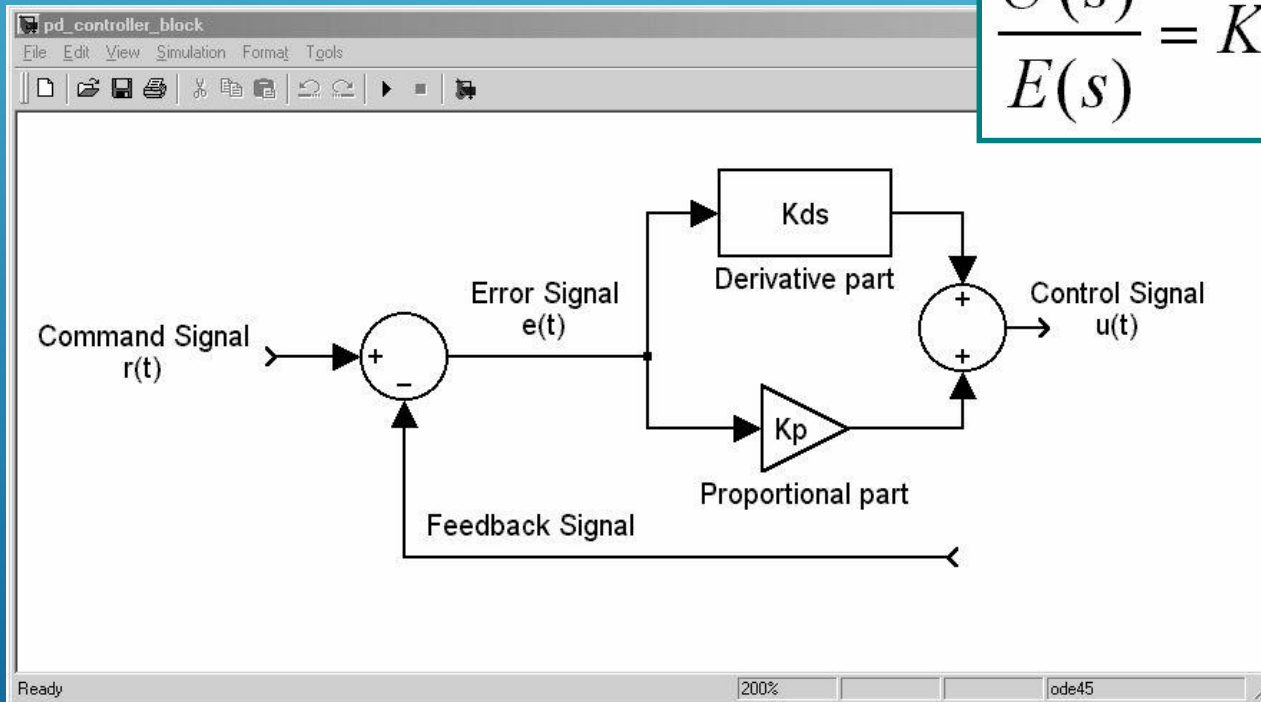 pd_controller_block
(s)
E(s)
= K
File Edit View Simulation Format Tools
Kds
Derivative part
Error Signal
e(t)
Control Signal
u(t)
Command Signal
r(t)
+
−
+
+
Kp
Proportional part
Feedback Signal
Ready 200% ode45